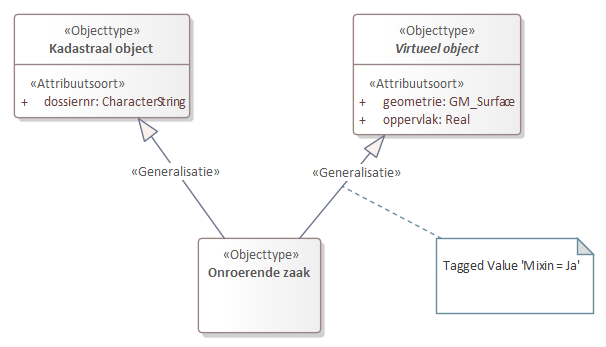 «Objecttype»
Kadastraal object
«Attribuutsoort»
+ dossiernr: CharacterString
«Objecttype»
Virtueel object
«Attribuutsoort»
+ geometrie: GM_Surface
+ oppervlak: Real
«Generalisatie»
«Generalisatie»
«Objecttype»
Onroerende zaak
Tagged Value 'Mixin = Ja'